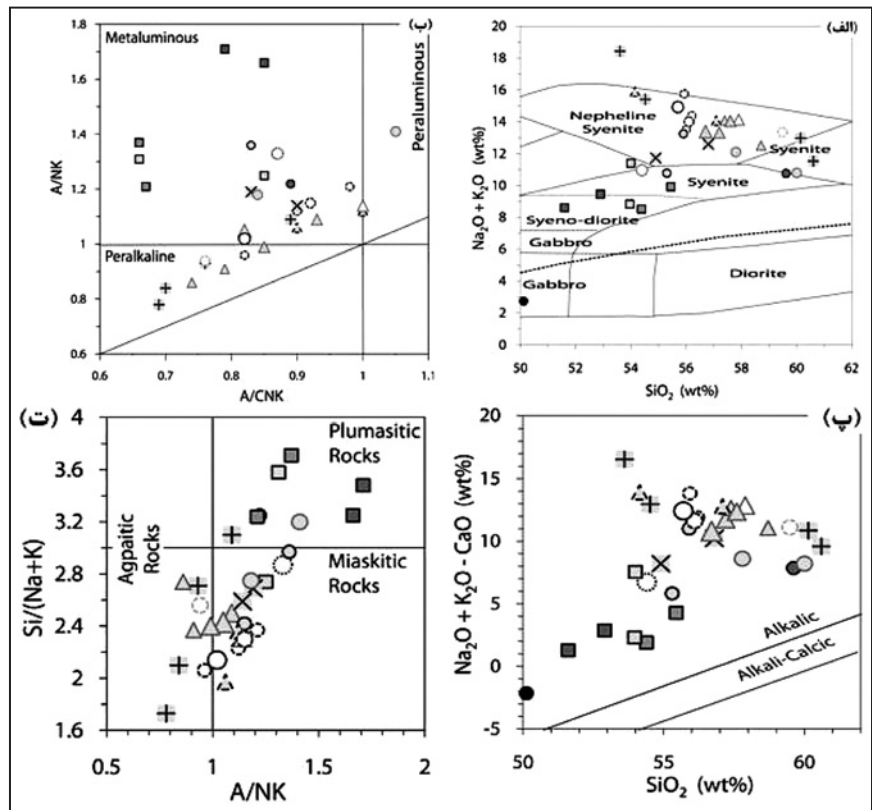 (ب)
Metaluminous
Peraluminous
Peralkaline
A/NK
1.8
1.6
1.4
1.2
1
0.8
0.6
0.6 0.7 0.8 0.9 1 1.1
A/CNK
(الف)
Na₂O + K₂O (wt%)
20
18
16
14
12
10
8
6
4
2
0
Nepheline
Syenite
Syenite
Syenite
Syeno-diorite
Gabbro
Gabbro
Diorite
50 52 54 56 58 60 62
SiO₂ (wt%)
(ت)
Plumasitic
Rocks
Agpaitic
Rocks
Miaskitic
Rocks
Si/(Na+K)
4
3.6
3.2
2.8
2.4
2
1.6
0.5 1 1.5 2
A/NK
(پ)
Na₂O + K₂O - CaO (wt%)
20
15
10
5
0
-5
Alkalic
Alkali-Calcic
50 55 60
SiO₂ (wt%)